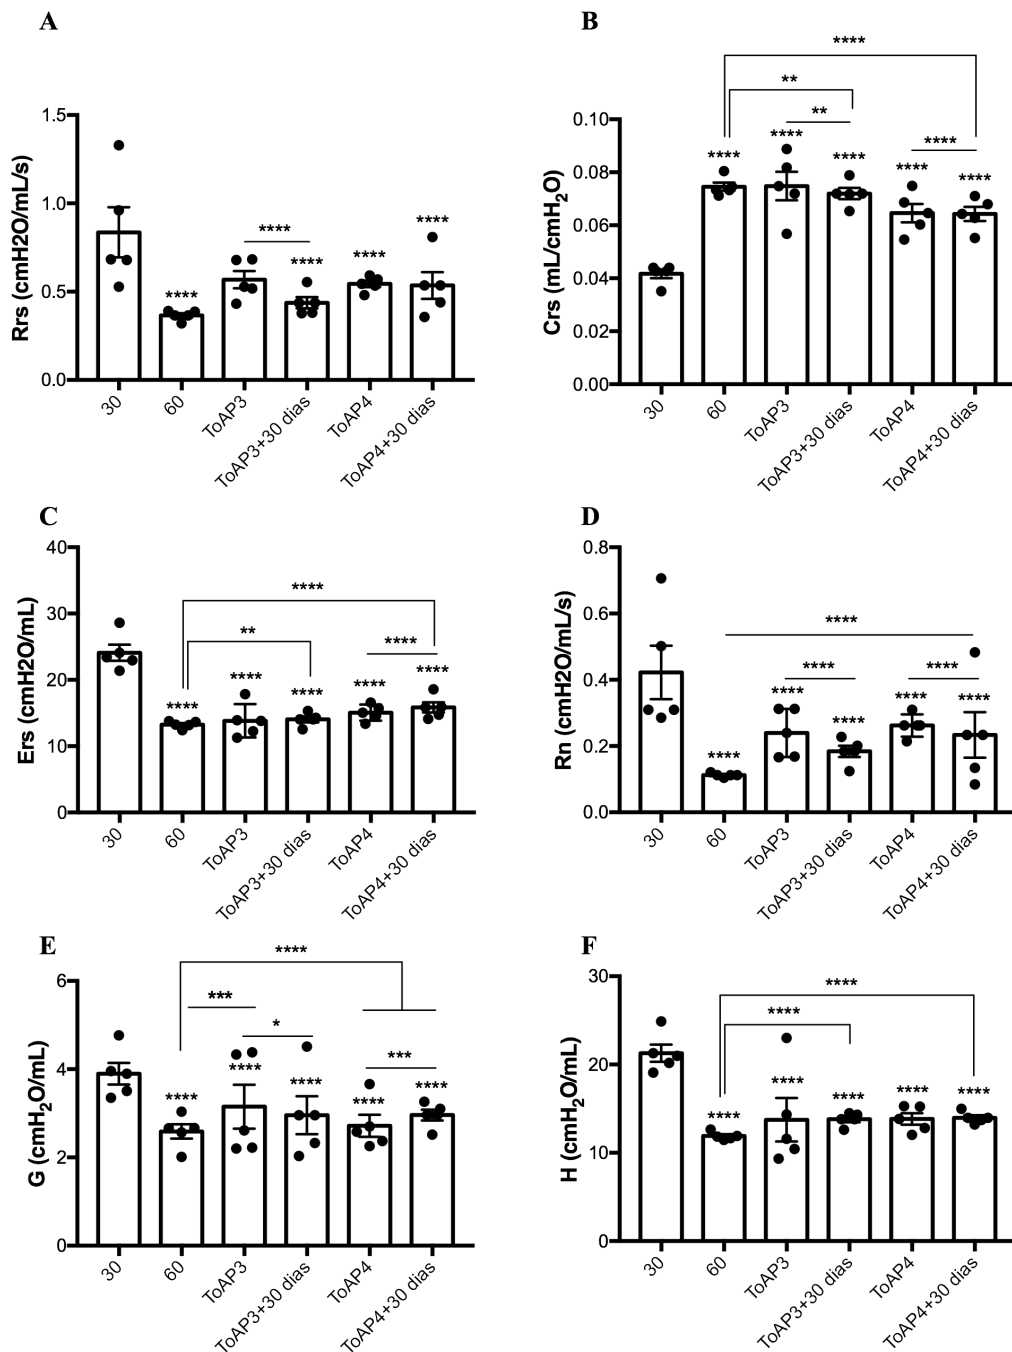 A
Rrs (cmH2O/mL/s)
1.5
1.0
0.5
0.0
****
****
****
****
****
30
60
ToAP3
ToAP3+30 dias
ToAP4
ToAP4+30 dias
****
B
Crs (mL/cmH₂O)
0.10
0.08
0.06
0.04
0.02
0.00
****
**
**
****
****
****
****
****
****
30
60
ToAP3
ToAP3+30 dias
ToAP4
ToAP4+30 dias
C
Ers (cmH2O/mL)
40
30
20
10
0
****
**
****
****
****
****
****
****
30
60
ToAP3
ToAP3+30 dias
ToAP4
ToAP4+30 dias
D
Rn (cmH2O/mL/s)
0.8
0.6
0.4
0.2
0.0
****
****
****
****
****
****
****
****
30
60
ToAP3
ToAP3+30 dias
ToAP4
ToAP4+30 dias
E
G (cmH₂O/mL)
6
4
2
0
****
***
*
***
****
****
****
****
****
30
60
ToAP3
ToAP3+30 dias
ToAP4
ToAP4+30 dias
F
H (cmH₂O/mL)
30
20
10
0
****
****
****
****
****
****
****
30
60
ToAP3
ToAP3+30 dias
ToAP4
ToAP4+30 dias